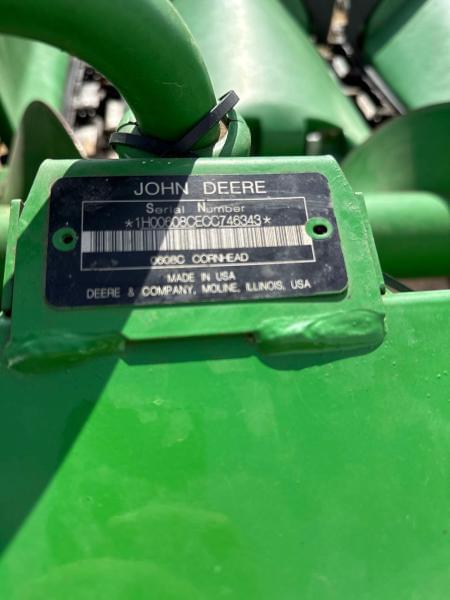 JOHN DEERE
Serial Number
*1H00608CECC746343*
0608C CORNHEAD
MADE IN USA
DEERE & COMPANY, MOLINE, ILLINOIS, USA